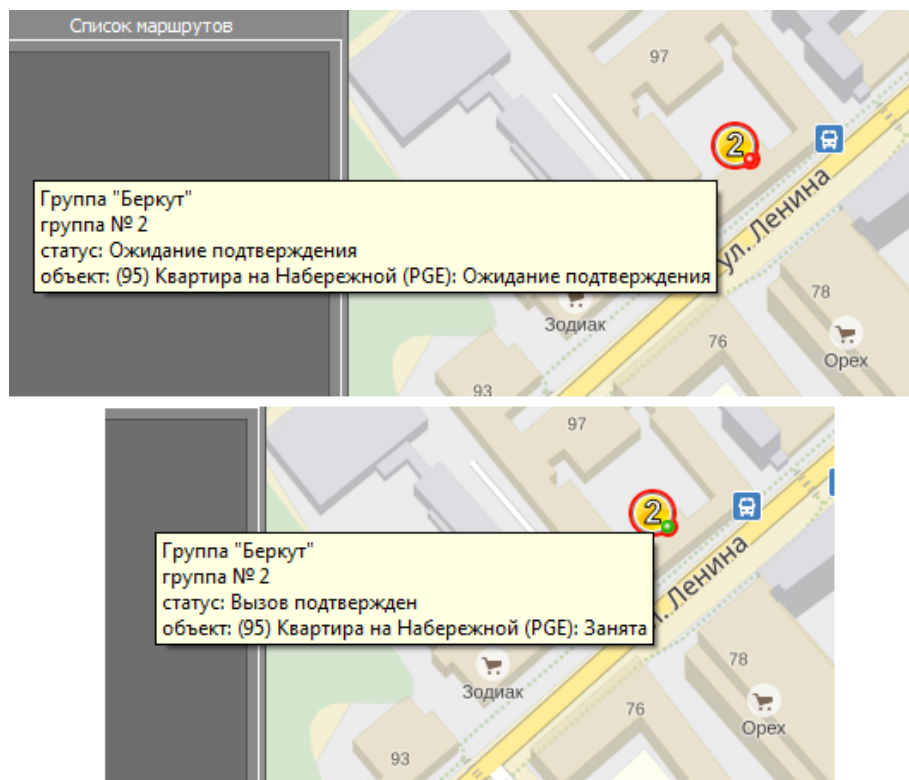 Список маршрутов
97
2
ул. Ленина
Группа "Беркут"
группа № 2
статус: Ожидание подтверждения
объект: (95) Квартира на Набережной (PGE): Ожидание подтверждения
78
Зодиак
76
Орех
93
97
2
л. Ленина
Группа "Беркут"
группа № 2
статус: Вызов подтвержден
объект: (95) Квартира на Набережной (PGE): Занята
78
Зодиак
76
Орех
93